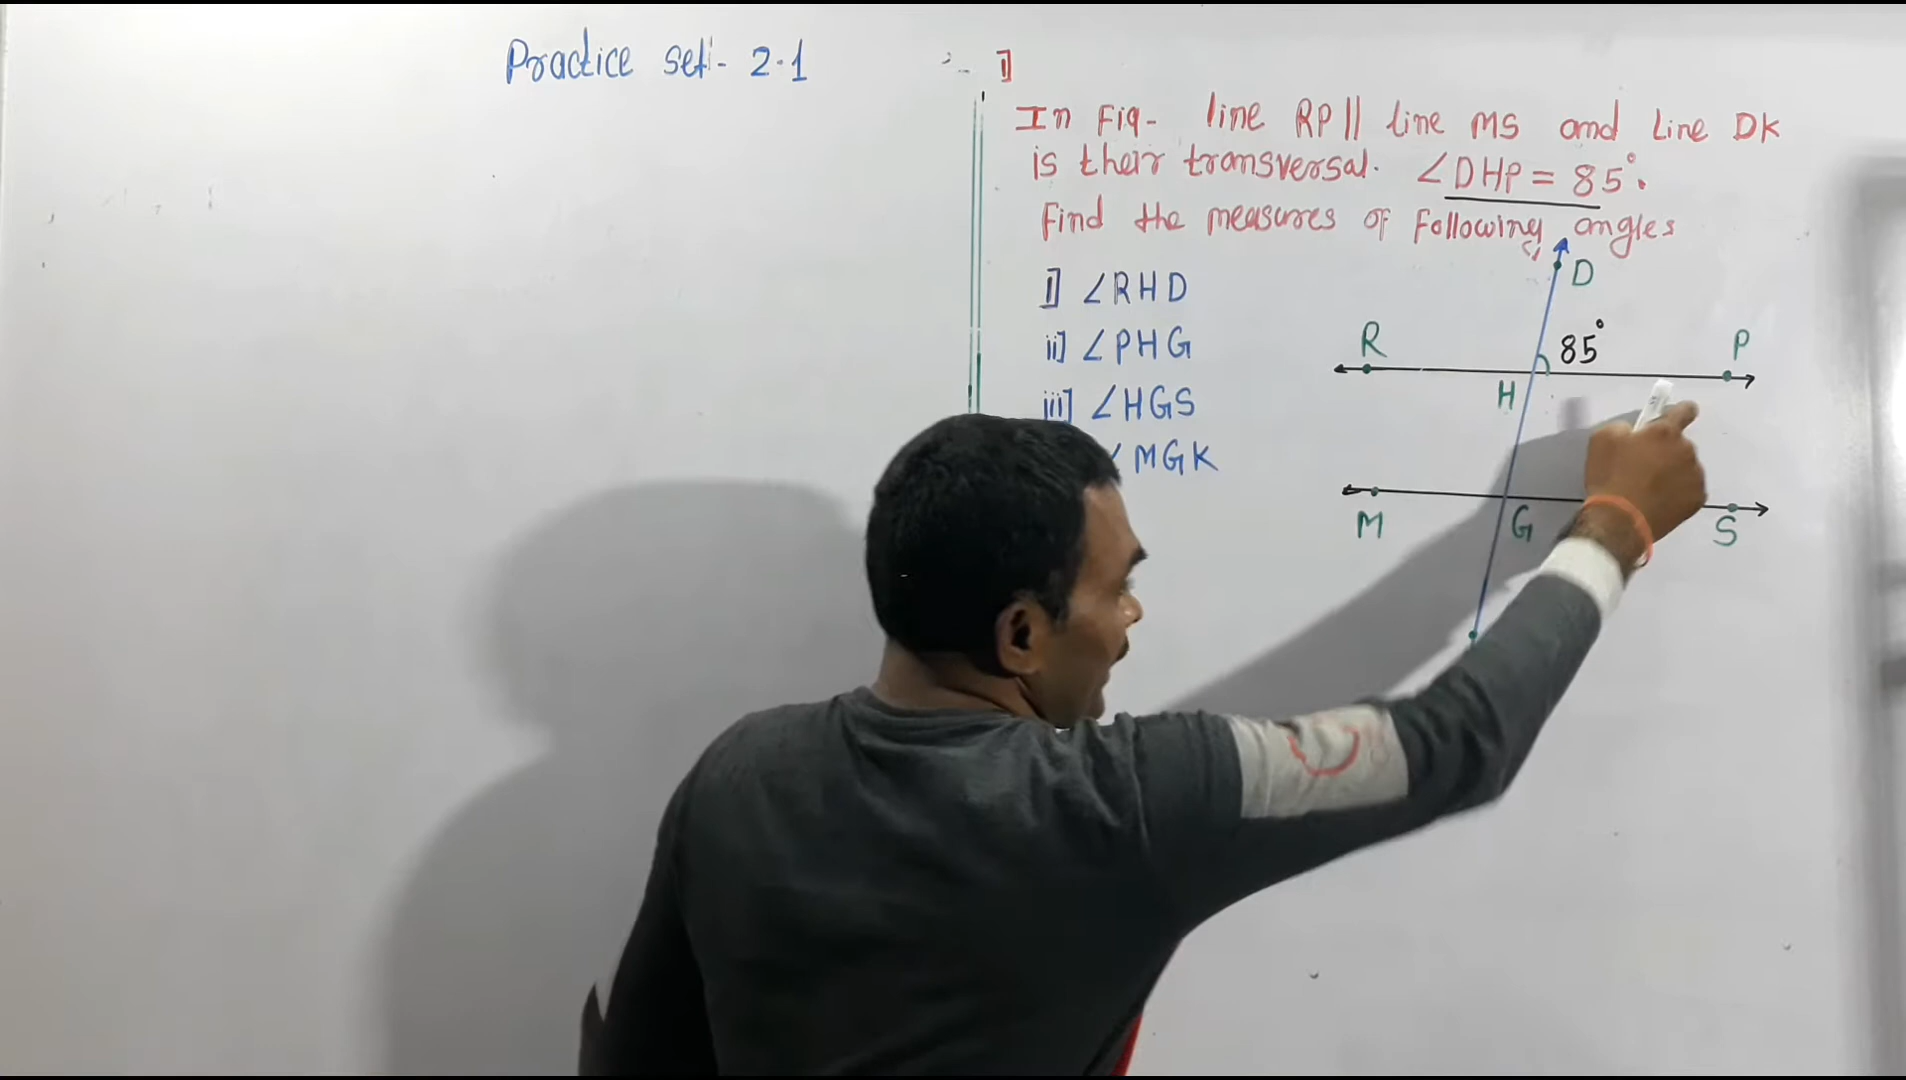 Practice set- 2.1
1]
In Fig- line RP || line MS and Line DK
is their transversal. ∠DHP = 85°.
Find the measures of following angles
i] ∠RHD
ii] ∠PHG
iii] ∠HGS
∠MGK
D
85°
R
P
H
M
G
S